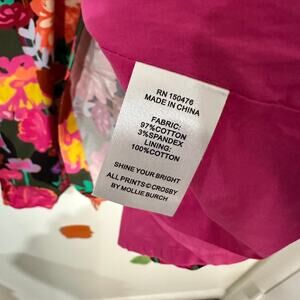 RN 150476
MADE IN CHINA
FABRIC:
97%COTTON
3%SPANDEX
LINING:
100%COTTON
SHINE YOUR BRIGHT
ALL PRINTS © CROSBY
BY MOLLIE BURCH